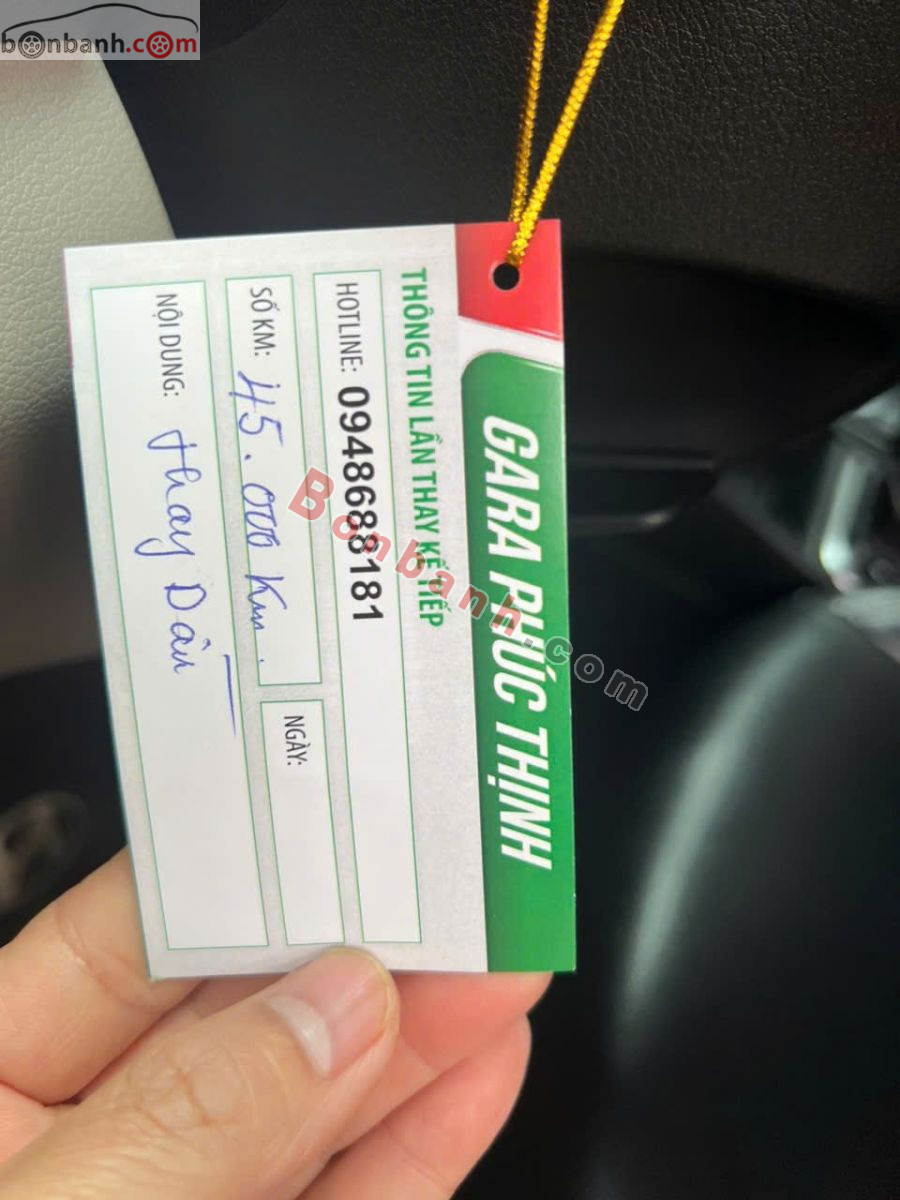 bonbanh.com
GARA PHÚC THỊNH
THÔNG TIN LẦN THAY KẾ TIẾP
HOTLINE: 0948688181
SỐ KM: 45.000 Km.
NGÀY:
NỘI DUNG: thay Dầu
Bonbanh.com